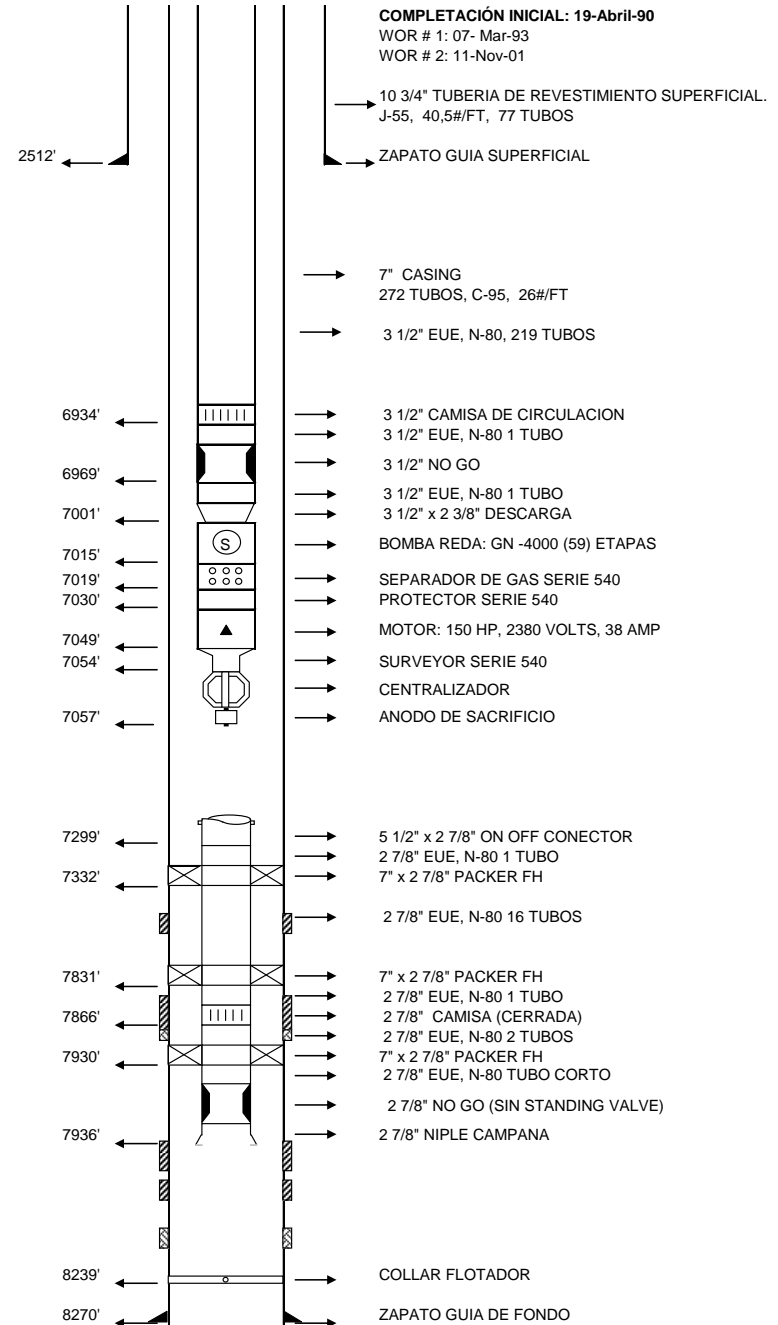 COMPLETACIÓN INICIAL: 19-Abril-90
WOR # 1: 07- Mar-93
WOR # 2: 11-Nov-01
10 3/4" TUBERIA DE REVESTIMIENTO SUPERFICIAL.
J-55, 40,5#/FT, 77 TUBOS
2512' ZAPATO GUIA SUPERFICIAL
7" CASING
272 TUBOS, C-95, 26#/FT
3 1/2" EUE, N-80, 219 TUBOS
6934' 3 1/2" CAMISA DE CIRCULACION
3 1/2" EUE, N-80 1 TUBO
3 1/2" NO GO
6969'
3 1/2" EUE, N-80 1 TUBO
7001' 3 1/2" x 2 3/8" DESCARGA
S
BOMBA REDA: GN -4000 (59) ETAPAS
7015'
7019' SEPARADOR DE GAS SERIE 540
7030' PROTECTOR SERIE 540
MOTOR: 150 HP, 2380 VOLTS, 38 AMP
7049'
7054' SURVEYOR SERIE 540
CENTRALIZADOR
7057' ANODO DE SACRIFICIO
7299' 5 1/2" x 2 7/8" ON OFF CONECTOR
2 7/8" EUE, N-80 1 TUBO
7332' 7" x 2 7/8" PACKER FH
2 7/8" EUE, N-80 16 TUBOS
7831' 7" x 2 7/8" PACKER FH
2 7/8" EUE, N-80 1 TUBO
7866' 2 7/8" CAMISA (CERRADA)
2 7/8" EUE, N-80 2 TUBOS
7930' 7" x 2 7/8" PACKER FH
2 7/8" EUE, N-80 TUBO CORTO
2 7/8" NO GO (SIN STANDING VALVE)
7936' 2 7/8" NIPLE CAMPANA
8239' COLLAR FLOTADOR
8270' ZAPATO GUIA DE FONDO